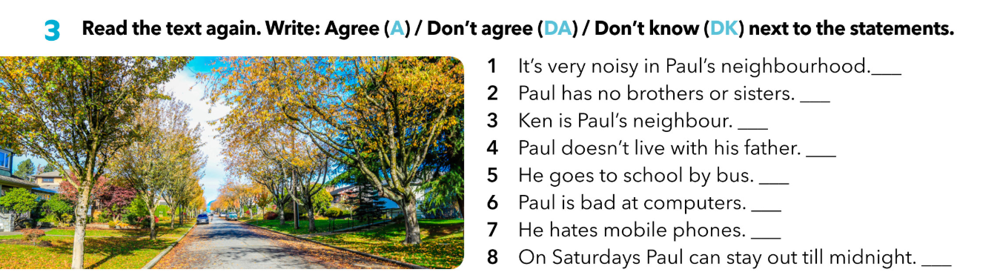 3 Read the text again. Write: Agree (A) / Don't agree (DA) / Don't know (DK) next to the statements.
1 It's very noisy in Paul's neighbourhood.___
2 Paul has no brothers or sisters. ___
3 Ken is Paul's neighbour. ___
4 Paul doesn't live with his father. ___
5 He goes to school by bus. ___
6 Paul is bad at computers. ___
7 He hates mobile phones. ___
8 On Saturdays Paul can stay out till midnight. ___